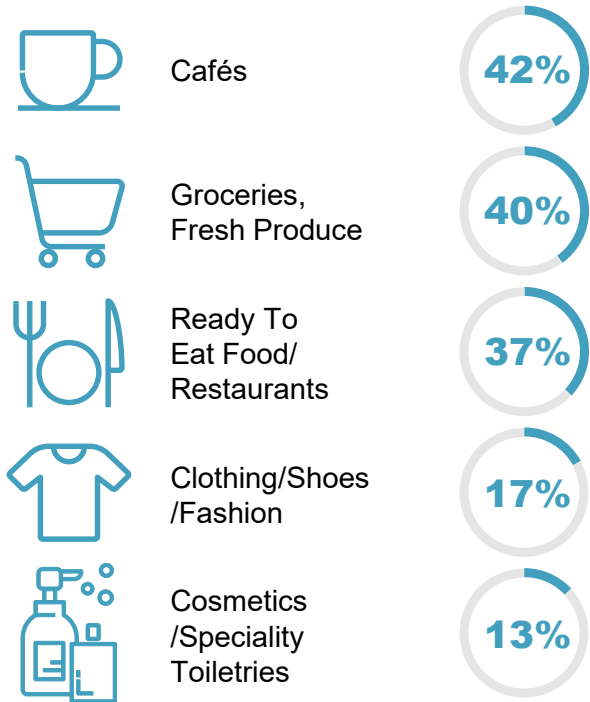 Cafés
42%
Groceries,
Fresh Produce
40%
Ready To
Eat Food/
Restaurants
37%
Clothing/Shoes
/Fashion
17%
Cosmetics
/Speciality
Toiletries
13%